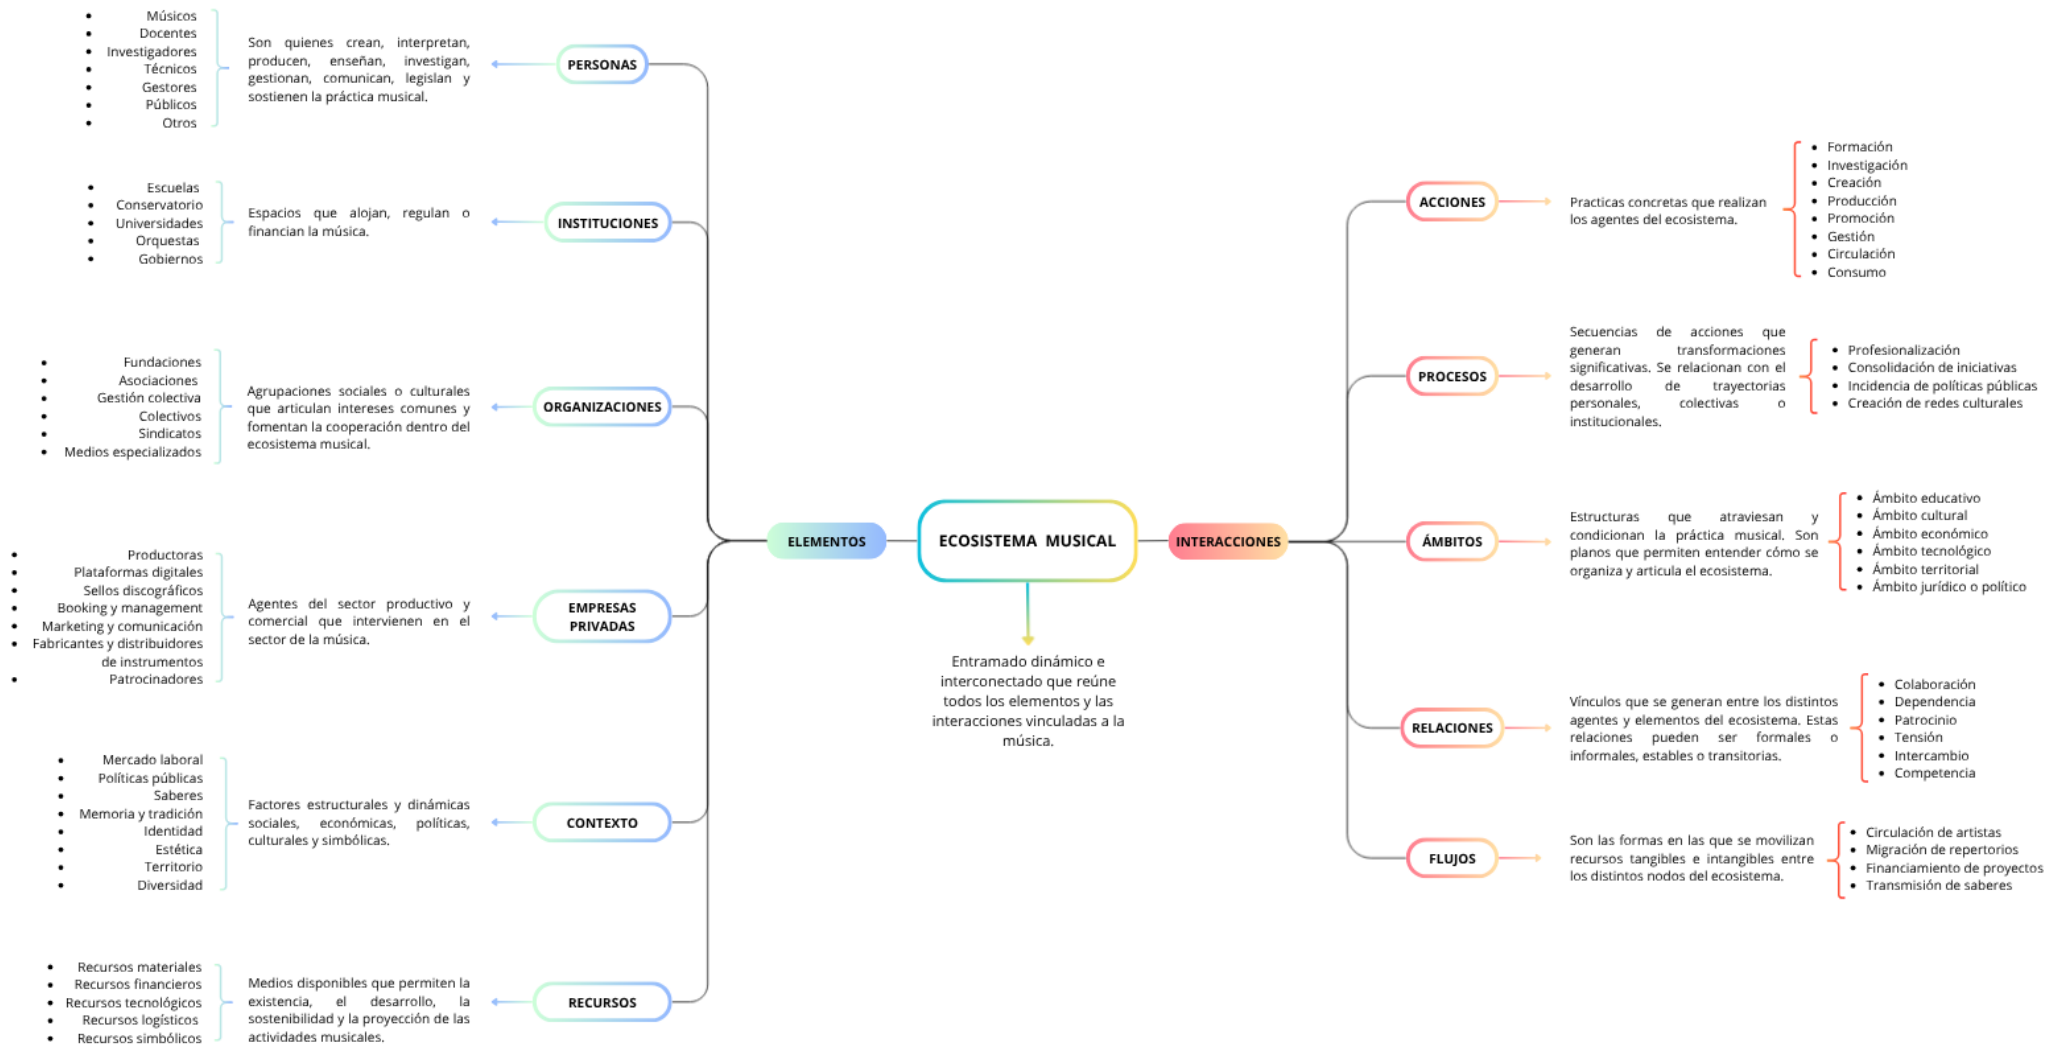 ECOSISTEMA MUSICAL
Entramado dinámico e
interconectado que reúne
todos los elementos y las
interacciones vinculadas a la
música.
ELEMENTOS
PERSONAS
Son quienes crean, interpretan,
producen, enseñan, investigan,
gestionan, comunican, legislan y
sostienen la práctica musical.
Músicos
Docentes
Investigadores
Técnicos
Gestores
Públicos
Otros
INSTITUCIONES
Espacios que alojan, regulan o
financian la música.
Escuelas
Conservatorio
Universidades
Orquestas
Gobiernos
ORGANIZACIONES
Agrupaciones sociales o culturales
que articulan intereses comunes y
fomentan la cooperación dentro del
ecosistema musical.
Fundaciones
Asociaciones
Gestión colectiva
Colectivos
Sindicatos
Medios especializados
EMPRESAS
PRIVADAS
Agentes del sector productivo y
comercial que intervienen en el
sector de la música.
Productoras
Plataformas digitales
Sellos discográficos
Booking y management
Marketing y comunicación
Fabricantes y distribuidores
de instrumentos
Patrocinadores
CONTEXTO
Factores estructurales y dinámicas
sociales, económicas, políticas,
culturales y simbólicas.
Mercado laboral
Políticas públicas
Saberes
Memoria y tradición
Identidad
Estética
Territorio
Diversidad
RECURSOS
Medios disponibles que permiten la
existencia, el desarrollo, la
sostenibilidad y la proyección de las
actividades musicales.
Recursos materiales
Recursos financieros
Recursos tecnológicos
Recursos logísticos
Recursos simbólicos
INTERACCIONES
ACCIONES
Practicas concretas que realizan
los agentes del ecosistema.
Formación
Investigación
Creación
Producción
Promoción
Gestión
Circulación
Consumo
PROCESOS
Secuencias de acciones que
generan transformaciones
significativas. Se relacionan con el
desarrollo de trayectorias
personales, colectivas o
institucionales.
Profesionalización
Consolidación de iniciativas
Incidencia de políticas públicas
Creación de redes culturales
ÁMBITOS
Estructuras que atraviesan y
condicionan la práctica musical. Son
planos que permiten entender cómo se
organiza y articula el ecosistema.
Ámbito educativo
Ámbito cultural
Ámbito económico
Ámbito tecnológico
Ámbito territorial
Ámbito jurídico o político
RELACIONES
Vínculos que se generan entre los distintos
agentes y elementos del ecosistema. Estas
relaciones pueden ser formales o
informales, estables o transitorias.
Colaboración
Dependencia
Patrocinio
Tensión
Intercambio
Competencia
FLUJOS
Son las formas en las que se movilizan
recursos tangibles e intangibles entre
los distintos nodos del ecosistema.
Circulación de artistas
Migración de repertorios
Financiamiento de proyectos
Transmisión de saberes